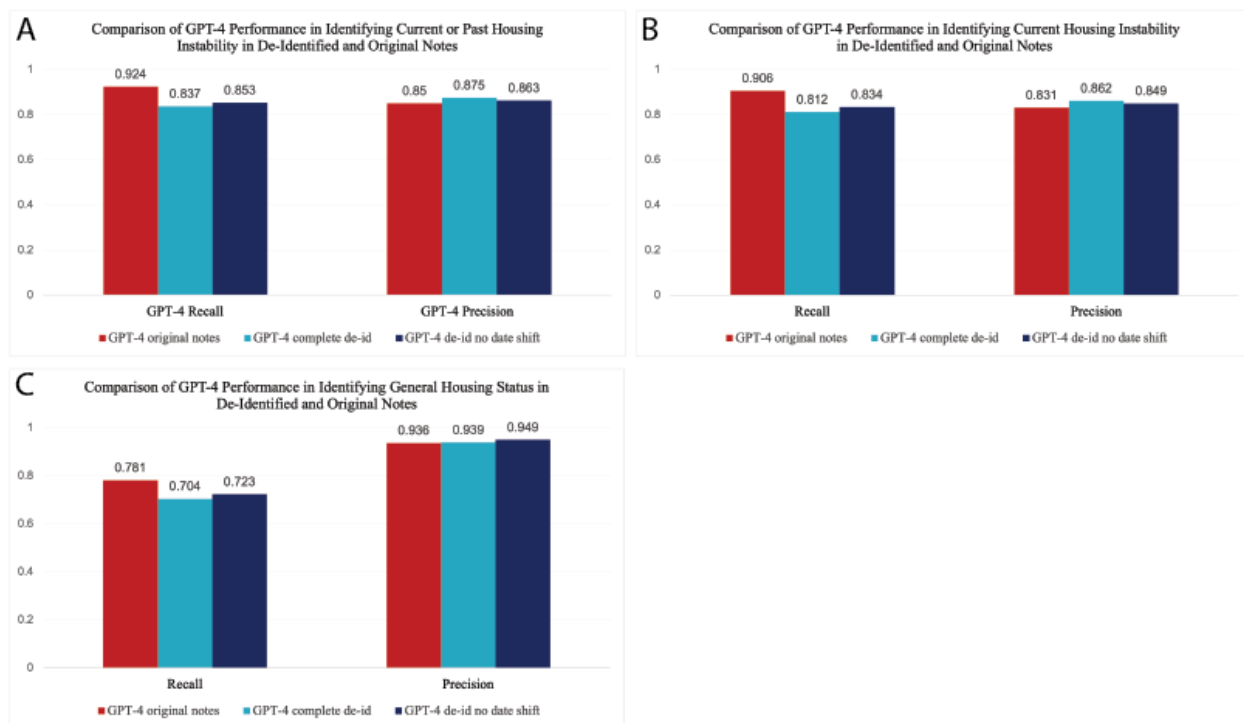 A
Comparison of GPT-4 Performance in Identifying Current or Past Housing
Instability in De-Identified and Original Notes
1
0.8
0.6
0.4
0.2
0
0.924
0.837
0.853
0.85
0.875
0.863
GPT-4 Recall
GPT-4 Precision
GPT-4 original notes
GPT-4 complete de-id
GPT-4 de-id no date shift
B
Comparison of GPT-4 Performance in Identifying Current Housing Instability
in De-Identified and Original Notes
1
0.8
0.6
0.4
0.2
0
0.906
0.812
0.834
0.831
0.862
0.849
Recall
Precision
GPT-4 original notes
GPT-4 complete de-id
GPT-4 de-id no date shift
C
Comparison of GPT-4 Performance in Identifying General Housing Status in
De-Identified and Original Notes
1
0.8
0.6
0.4
0.2
0
0.781
0.704
0.723
0.936
0.939
0.949
Recall
Precision
GPT-4 original notes
GPT-4 complete de-id
GPT-4 de-id no date shift